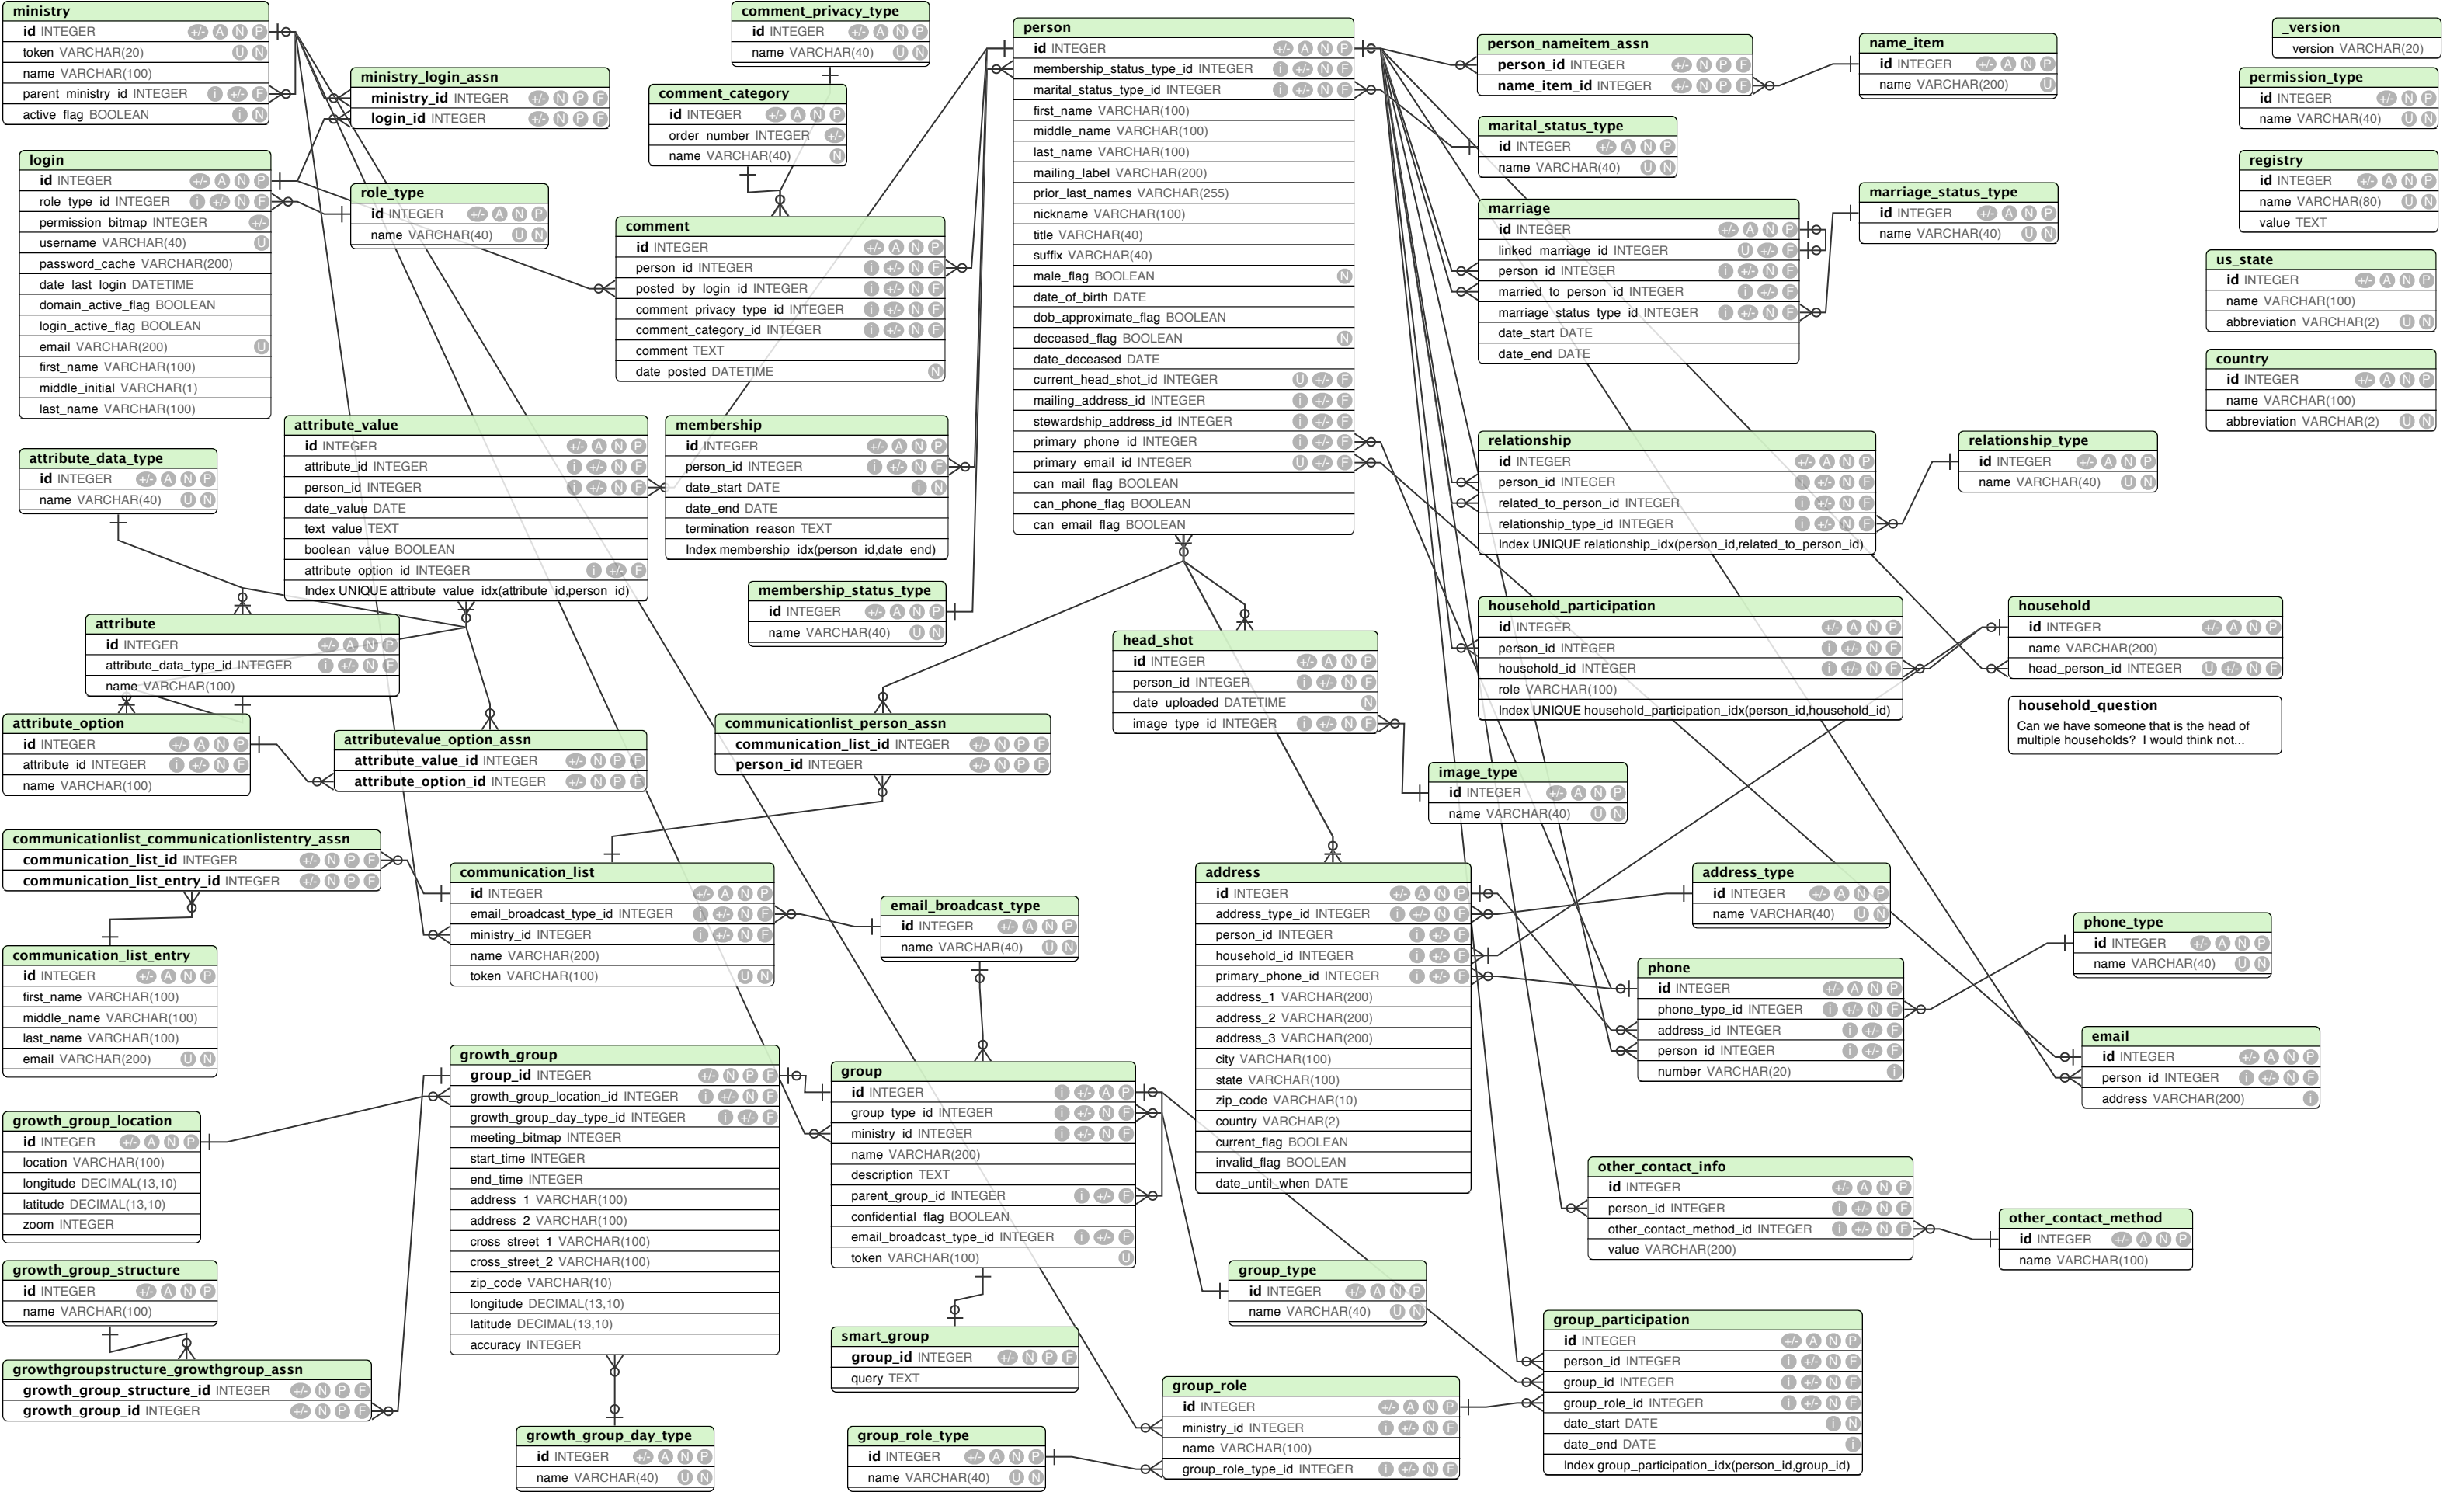 ministry
id INTEGER +/- A N P
token VARCHAR(20) U N
name VARCHAR(100)
parent_ministry_id INTEGER i +/- F
active_flag BOOLEAN i N
ministry_login_assn
ministry_id INTEGER +/- N P F
login_id INTEGER +/- N P F
login
id INTEGER +/- A N P
role_type_id INTEGER i +/- N F
permission_bitmap INTEGER +/-
username VARCHAR(40) U
password_cache VARCHAR(200)
date_last_login DATETIME
domain_active_flag BOOLEAN
login_active_flag BOOLEAN
email VARCHAR(200) U
first_name VARCHAR(100)
middle_initial VARCHAR(1)
last_name VARCHAR(100)
role_type
id INTEGER +/- A N P
name VARCHAR(40) U N
comment_privacy_type
id INTEGER +/- A N P
name VARCHAR(40) U N
comment_category
id INTEGER +/- A N P
order_number INTEGER +/-
name VARCHAR(40) N
comment
id INTEGER +/- A N P
person_id INTEGER i +/- N F
posted_by_login_id INTEGER i +/- N F
comment_privacy_type_id INTEGER i +/- N F
comment_category_id INTEGER i +/- N F
comment TEXT
date_posted DATETIME N
person
id INTEGER +/- A N P
membership_status_type_id INTEGER i +/- N F
marital_status_type_id INTEGER i +/- N F
first_name VARCHAR(100)
middle_name VARCHAR(100)
last_name VARCHAR(100)
mailing_label VARCHAR(200)
prior_last_names VARCHAR(255)
nickname VARCHAR(100)
title VARCHAR(40)
suffix VARCHAR(40)
male_flag BOOLEAN N
date_of_birth DATE
dob_approximate_flag BOOLEAN
deceased_flag BOOLEAN N
date_deceased DATE
current_head_shot_id INTEGER U +/- F
mailing_address_id INTEGER i +/- F
stewardship_address_id INTEGER i +/- F
primary_phone_id INTEGER i +/- F
primary_email_id INTEGER U +/- F
can_mail_flag BOOLEAN
can_phone_flag BOOLEAN
can_email_flag BOOLEAN
person_nameitem_assn
person_id INTEGER +/- N P F
name_item_id INTEGER +/- N P F
name_item
id INTEGER +/- A N P
name VARCHAR(200) U
marital_status_type
id INTEGER +/- A N P
name VARCHAR(40) U N
marriage
id INTEGER +/- A N P
linked_marriage_id INTEGER U +/- F
person_id INTEGER i +/- N F
married_to_person_id INTEGER i +/- F
marriage_status_type_id INTEGER i +/- N F
date_start DATE
date_end DATE
marriage_status_type
id INTEGER +/- A N P
name VARCHAR(40) U N
_version
version VARCHAR(20)
permission_type
id INTEGER +/- N P
name VARCHAR(40) U N
registry
id INTEGER +/- A N P
name VARCHAR(80) U N
value TEXT
us_state
id INTEGER +/- A N P
name VARCHAR(100)
abbreviation VARCHAR(2) U N
country
id INTEGER +/- A N P
name VARCHAR(100)
abbreviation VARCHAR(2) U N
attribute_data_type
id INTEGER +/- A N P
name VARCHAR(40) U N
attribute_value
id INTEGER +/- A N P
attribute_id INTEGER i +/- N F
person_id INTEGER i +/- N F
date_value DATE
text_value TEXT
boolean_value BOOLEAN
attribute_option_id INTEGER i +/- F
Index UNIQUE attribute_value_idx(attribute_id,person_id)
membership
id INTEGER +/- A N P
person_id INTEGER i +/- N F
date_start DATE i N
date_end DATE
termination_reason TEXT
Index membership_idx(person_id,date_end)
membership_status_type
id INTEGER +/- A N P
name VARCHAR(40) U N
relationship
id INTEGER +/- A N P
person_id INTEGER i +/- N F
related_to_person_id INTEGER i +/- N F
relationship_type_id INTEGER i +/- N F
Index UNIQUE relationship_idx(person_id,related_to_person_id)
relationship_type
id INTEGER +/- A N P
name VARCHAR(40) U N
attribute
id INTEGER +/- A N P
attribute_data_type_id INTEGER i +/- N F
name VARCHAR(100)
attribute_option
id INTEGER +/- A N P
attribute_id INTEGER i +/- N F
name VARCHAR(100)
attributevalue_option_assn
attribute_value_id INTEGER +/- N P F
attribute_option_id INTEGER +/- N P F
head_shot
id INTEGER +/- A N P
person_id INTEGER i +/- N F
date_uploaded DATETIME N
image_type_id INTEGER i +/- N F
household_participation
id INTEGER +/- A N P
person_id INTEGER i +/- N F
household_id INTEGER i +/- N F
role VARCHAR(100)
Index UNIQUE household_participation_idx(person_id,household_id)
household
id INTEGER +/- A N P
name VARCHAR(200)
head_person_id INTEGER U +/- N F
household_question
Can we have someone that is the head of
multiple households? I would think not...
communicationlist_person_assn
communication_list_id INTEGER +/- N P F
person_id INTEGER +/- N P F
image_type
id INTEGER +/- A N P
name VARCHAR(40) U N
communicationlist_communicationlistentry_assn
communication_list_id INTEGER +/- N P F
communication_list_entry_id INTEGER +/- N P F
communication_list
id INTEGER +/- A N P
email_broadcast_type_id INTEGER i +/- N F
ministry_id INTEGER i +/- N F
name VARCHAR(200)
token VARCHAR(100) U N
email_broadcast_type
id INTEGER +/- A N P
name VARCHAR(40) U N
communication_list_entry
id INTEGER +/- A N P
first_name VARCHAR(100)
middle_name VARCHAR(100)
last_name VARCHAR(100)
email VARCHAR(200) U N
address
id INTEGER +/- A N P
address_type_id INTEGER i +/- N F
person_id INTEGER i +/- F
household_id INTEGER i +/- F
primary_phone_id INTEGER i +/- F
address_1 VARCHAR(200)
address_2 VARCHAR(200)
address_3 VARCHAR(200)
city VARCHAR(100)
state VARCHAR(100)
zip_code VARCHAR(10)
country VARCHAR(2)
current_flag BOOLEAN
invalid_flag BOOLEAN
date_until_when DATE
address_type
id INTEGER +/- A N P
name VARCHAR(40) U N
phone_type
id INTEGER +/- A N P
name VARCHAR(40) U N
phone
id INTEGER +/- A N P
phone_type_id INTEGER i +/- N F
address_id INTEGER i +/- F
person_id INTEGER i +/- F
number VARCHAR(20) i
email
id INTEGER +/- A N P
person_id INTEGER i +/- N F
address VARCHAR(200) i
growth_group_location
id INTEGER +/- A N P
location VARCHAR(100)
longitude DECIMAL(13,10)
latitude DECIMAL(13,10)
zoom INTEGER
growth_group
group_id INTEGER +/- N P F
growth_group_location_id INTEGER i +/- N F
growth_group_day_type_id INTEGER i +/- F
meeting_bitmap INTEGER
start_time INTEGER
end_time INTEGER
address_1 VARCHAR(100)
address_2 VARCHAR(100)
cross_street_1 VARCHAR(100)
cross_street_2 VARCHAR(100)
zip_code VARCHAR(10)
longitude DECIMAL(13,10)
latitude DECIMAL(13,10)
accuracy INTEGER
group
id INTEGER i +/- A P
group_type_id INTEGER i +/- N F
ministry_id INTEGER i +/- N F
name VARCHAR(200)
description TEXT
parent_group_id INTEGER i +/- F
confidential_flag BOOLEAN
email_broadcast_type_id INTEGER i +/- F
token VARCHAR(100) U
other_contact_info
id INTEGER +/- A N P
person_id INTEGER i +/- N F
other_contact_method_id INTEGER i +/- N F
value VARCHAR(200)
other_contact_method
id INTEGER +/- A N P
name VARCHAR(100)
growth_group_structure
id INTEGER +/- A N P
name VARCHAR(100)
growthgroupstructure_growthgroup_assn
growth_group_structure_id INTEGER +/- N P F
growth_group_id INTEGER +/- N P F
group_type
id INTEGER +/- A N P
name VARCHAR(40) U N
smart_group
group_id INTEGER +/- N P F
query TEXT
group_participation
id INTEGER +/- A N P
person_id INTEGER i +/- N F
group_id INTEGER i +/- N F
group_role_id INTEGER i +/- N F
date_start DATE i N
date_end DATE i
Index group_participation_idx(person_id,group_id)
group_role
id INTEGER +/- A N P
ministry_id INTEGER i +/- N F
name VARCHAR(100)
group_role_type_id INTEGER i +/- N F
growth_group_day_type
id INTEGER +/- A N P
name VARCHAR(40) U N
group_role_type
id INTEGER +/- A N P
name VARCHAR(40) U N